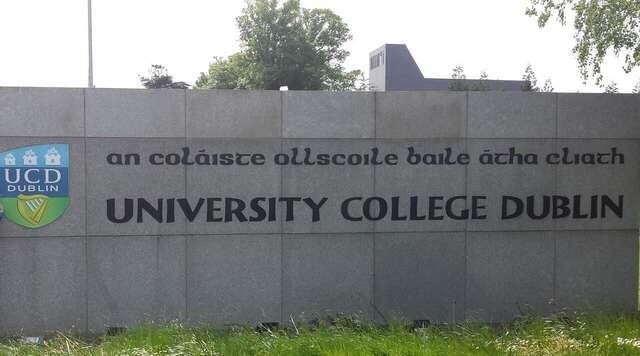 UCD
DUBLIN
an coláiste ollscoile baile átha cliath
UNIVERSITY COLLEGE DUBLIN